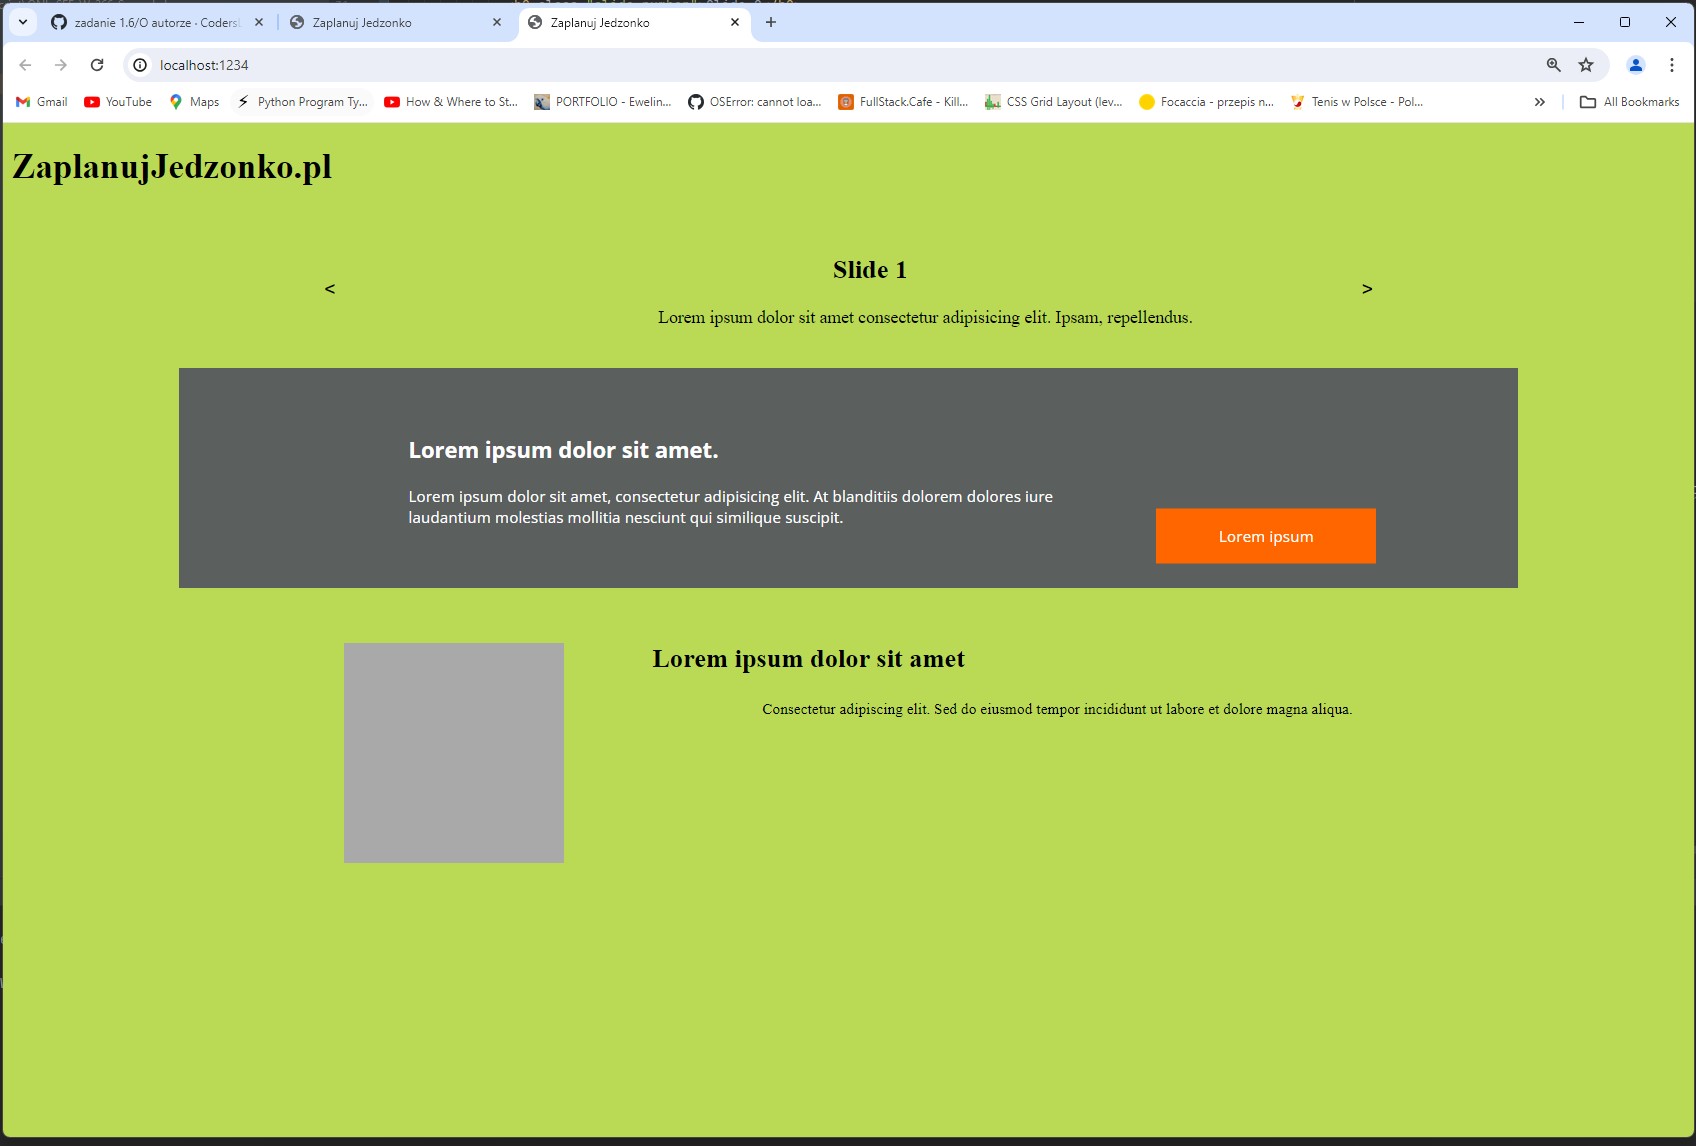 zadanie 1.6/O autorze · Coders
Zaplanuj Jedzonko
Zaplanuj Jedzonko
localhost:1234
Gmail
YouTube
Maps
Python Program Ty...
How & Where to St...
PORTFOLIO - Ewelin...
OSError: cannot loa...
FullStack.Cafe - Kill...
CSS Grid Layout (lev...
Focaccia - przepis n...
Tenis w Polsce - Pol...
»
All Bookmarks
ZaplanujJedzonko.pl
Slide 1
<
>
Lorem ipsum dolor sit amet consectetur adipisicing elit. Ipsam, repellendus.
Lorem ipsum dolor sit amet.
Lorem ipsum dolor sit amet, consectetur adipisicing elit. At blanditiis dolorem dolores iure
laudantium molestias mollitia nesciunt qui similique suscipit.
Lorem ipsum
Lorem ipsum dolor sit amet
Consectetur adipiscing elit. Sed do eiusmod tempor incididunt ut labore et dolore magna aliqua.